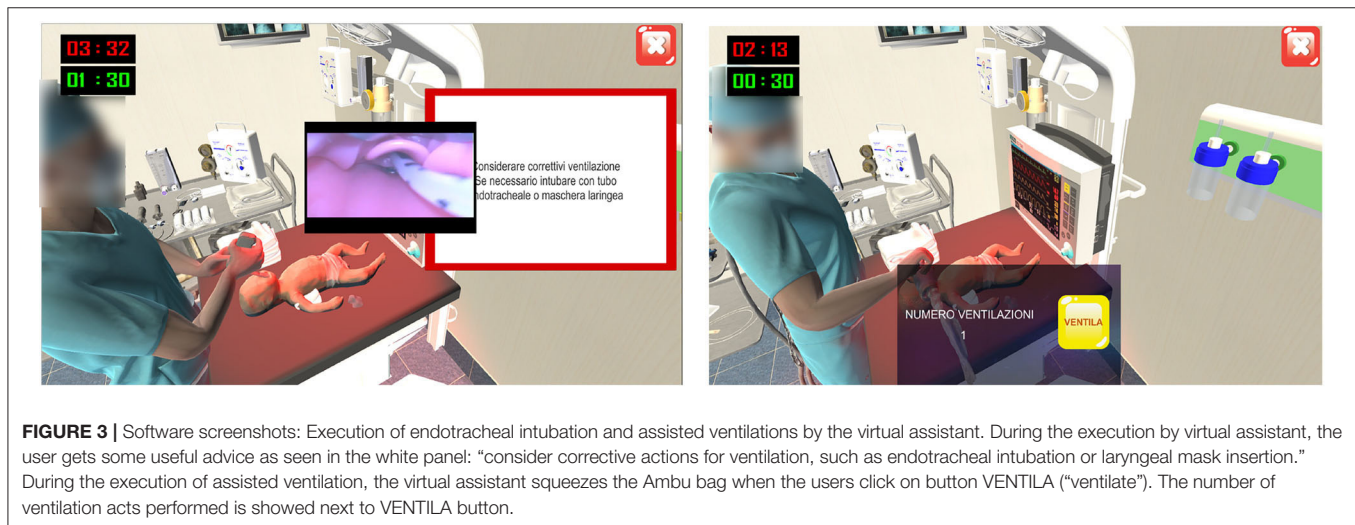 03 : 32
01 : 30
Considerare correttivi ventilazione
Se necessario intubare con tubo
endotracheale o maschera laringea
02 : 13
00 : 30
NUMERO VENTILAZIONI
1
VENTILA
FIGURE 3 | Software screenshots: Execution of endotracheal intubation and assisted ventilations by the virtual assistant. During the execution by virtual assistant, the
user gets some useful advice as seen in the white panel: “consider corrective actions for ventilation, such as endotracheal intubation or laryngeal mask insertion.”
During the execution of assisted ventilation, the virtual assistant squeezes the Ambu bag when the users click on button VENTILA (“ventilate”). The number of
ventilation acts performed is showed next to VENTILA button.